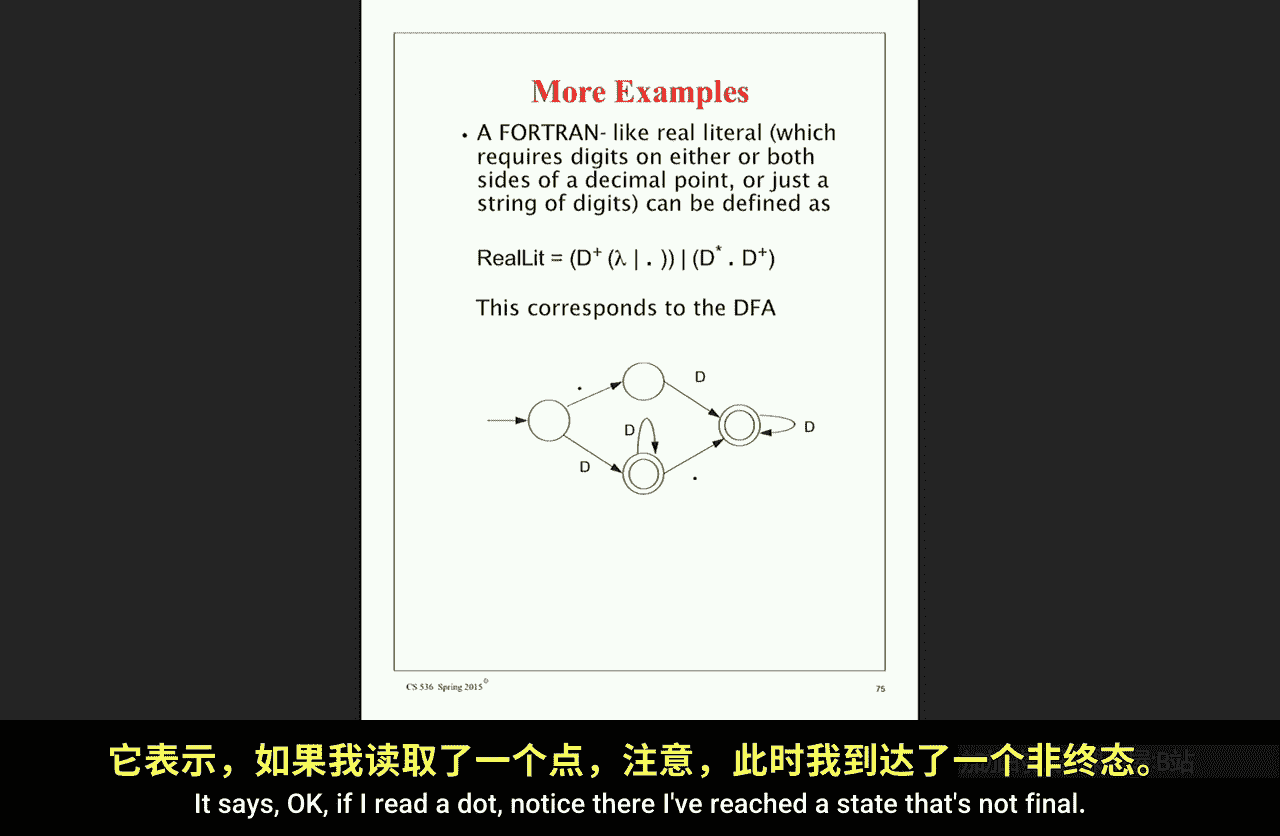 More Examples
• A FORTRAN- like real literal (which
requires digits on either or both
sides of a decimal point, or just a
string of digits) can be defined as
RealLit = (D⁺ (λ | . )) | (D* . D⁺)
This corresponds to the DFA
.
D
D
D
D
.
CS 536 Spring 2015©
75
它表示，如果我读取了一个点，注意，此时我到达了一个非终态。
It says, OK, if I read a dot, notice there I've reached a state that's not final.